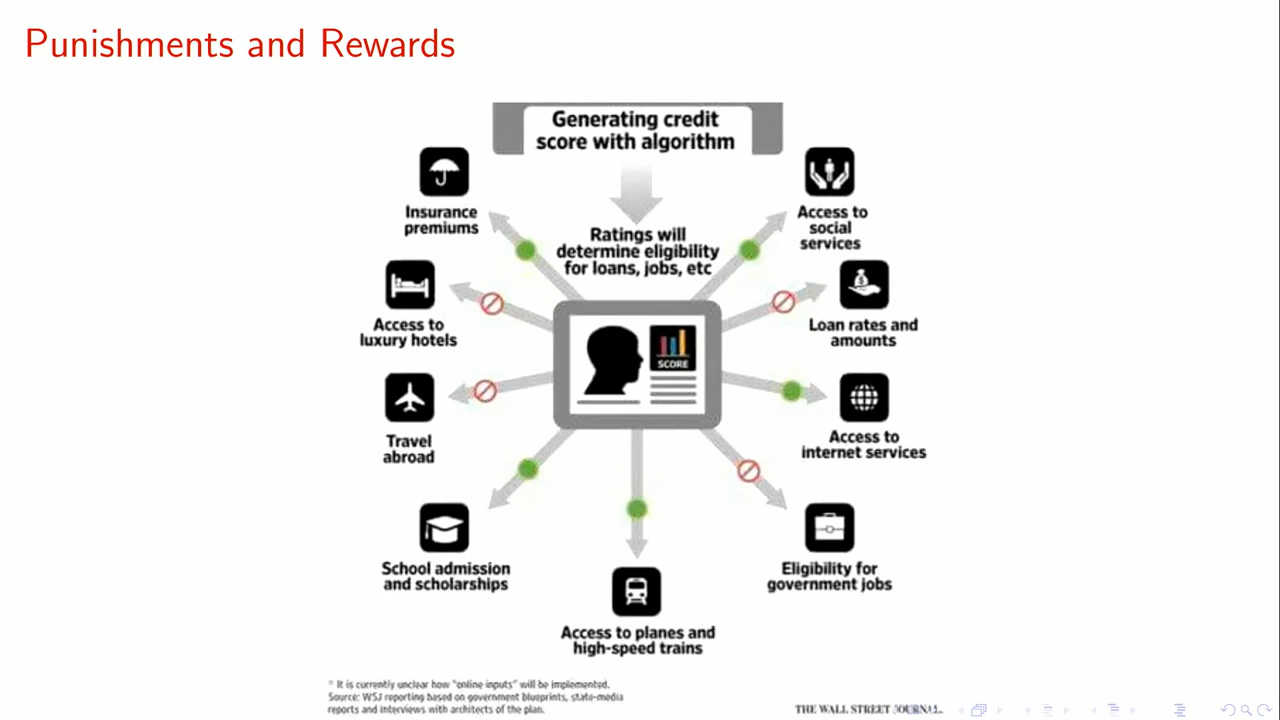 Punishments and Rewards
Generating credit
score with algorithm
Ratings will
determine eligibility
for loans, jobs, etc
Insurance
premiums
Access to
social
services
Access to
luxury hotels
Loan rates and
amounts
SCORE
Travel
abroad
Access to
internet services
School admission
and scholarships
Eligibility for
government jobs
Access to planes and
high-speed trains
* It is currently unclear how "online inputs" will be implemented.
Source: WSJ reporting based on government blueprints, state-media
reports and interviews with architects of the plan.
THE WALL STREET JOURNAL.